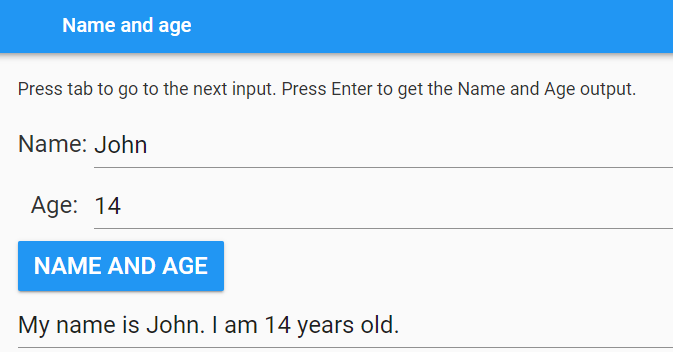 Name and age
Press tab to go to the next input. Press Enter to get the Name and Age output.
Name: John
Age: 14
NAME AND AGE
My name is John. I am 14 years old.